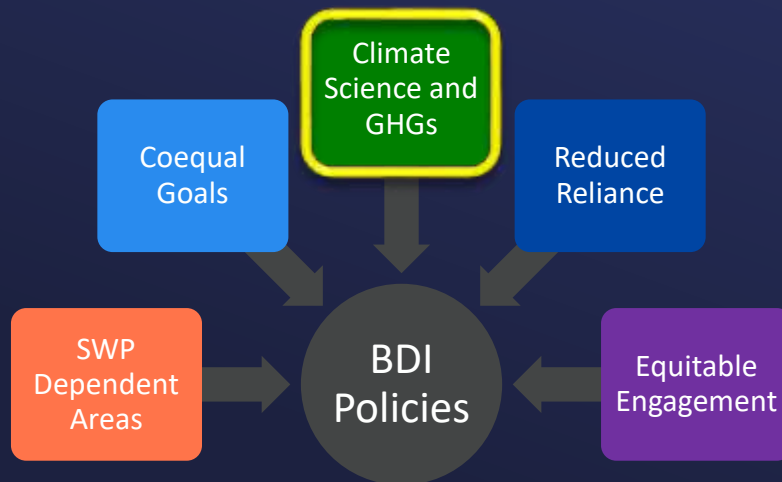 Climate
Science and
GHGs
Coequal
Goals
Reduced
Reliance
SWP
Dependent
Areas
BDI
Policies
Equitable
Engagement